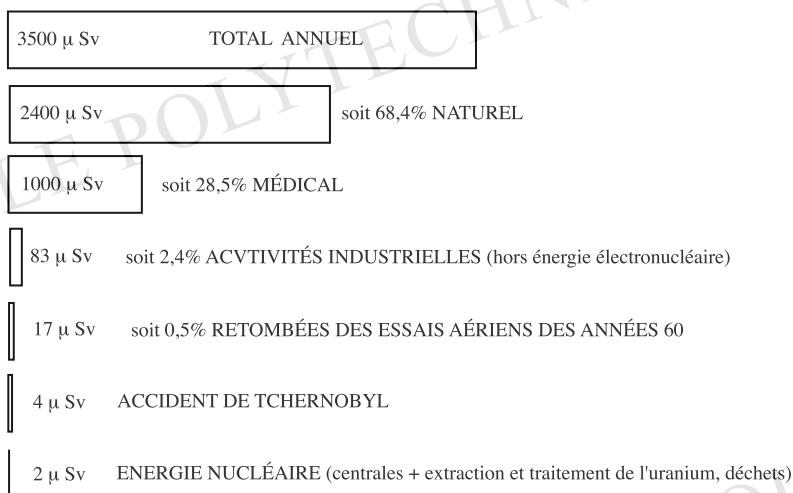 3500 μ Sv TOTAL ANNUEL
2400 μ Sv soit 68,4% NATUREL
1000 μ Sv soit 28,5% MÉDICAL
83 μ Sv soit 2,4% ACVTIVITÉS INDUSTRIELLES (hors énergie électronucléaire)
17 μ Sv soit 0,5% RETOMBÉES DES ESSAIS AÉRIENS DES ANNÉES 60
4 μ Sv ACCIDENT DE TCHERNOBYL
2 μ Sv ENERGIE NUCLÉAIRE (centrales + extraction et traitement de l'uranium, déchets)
LE POLYTECHNI